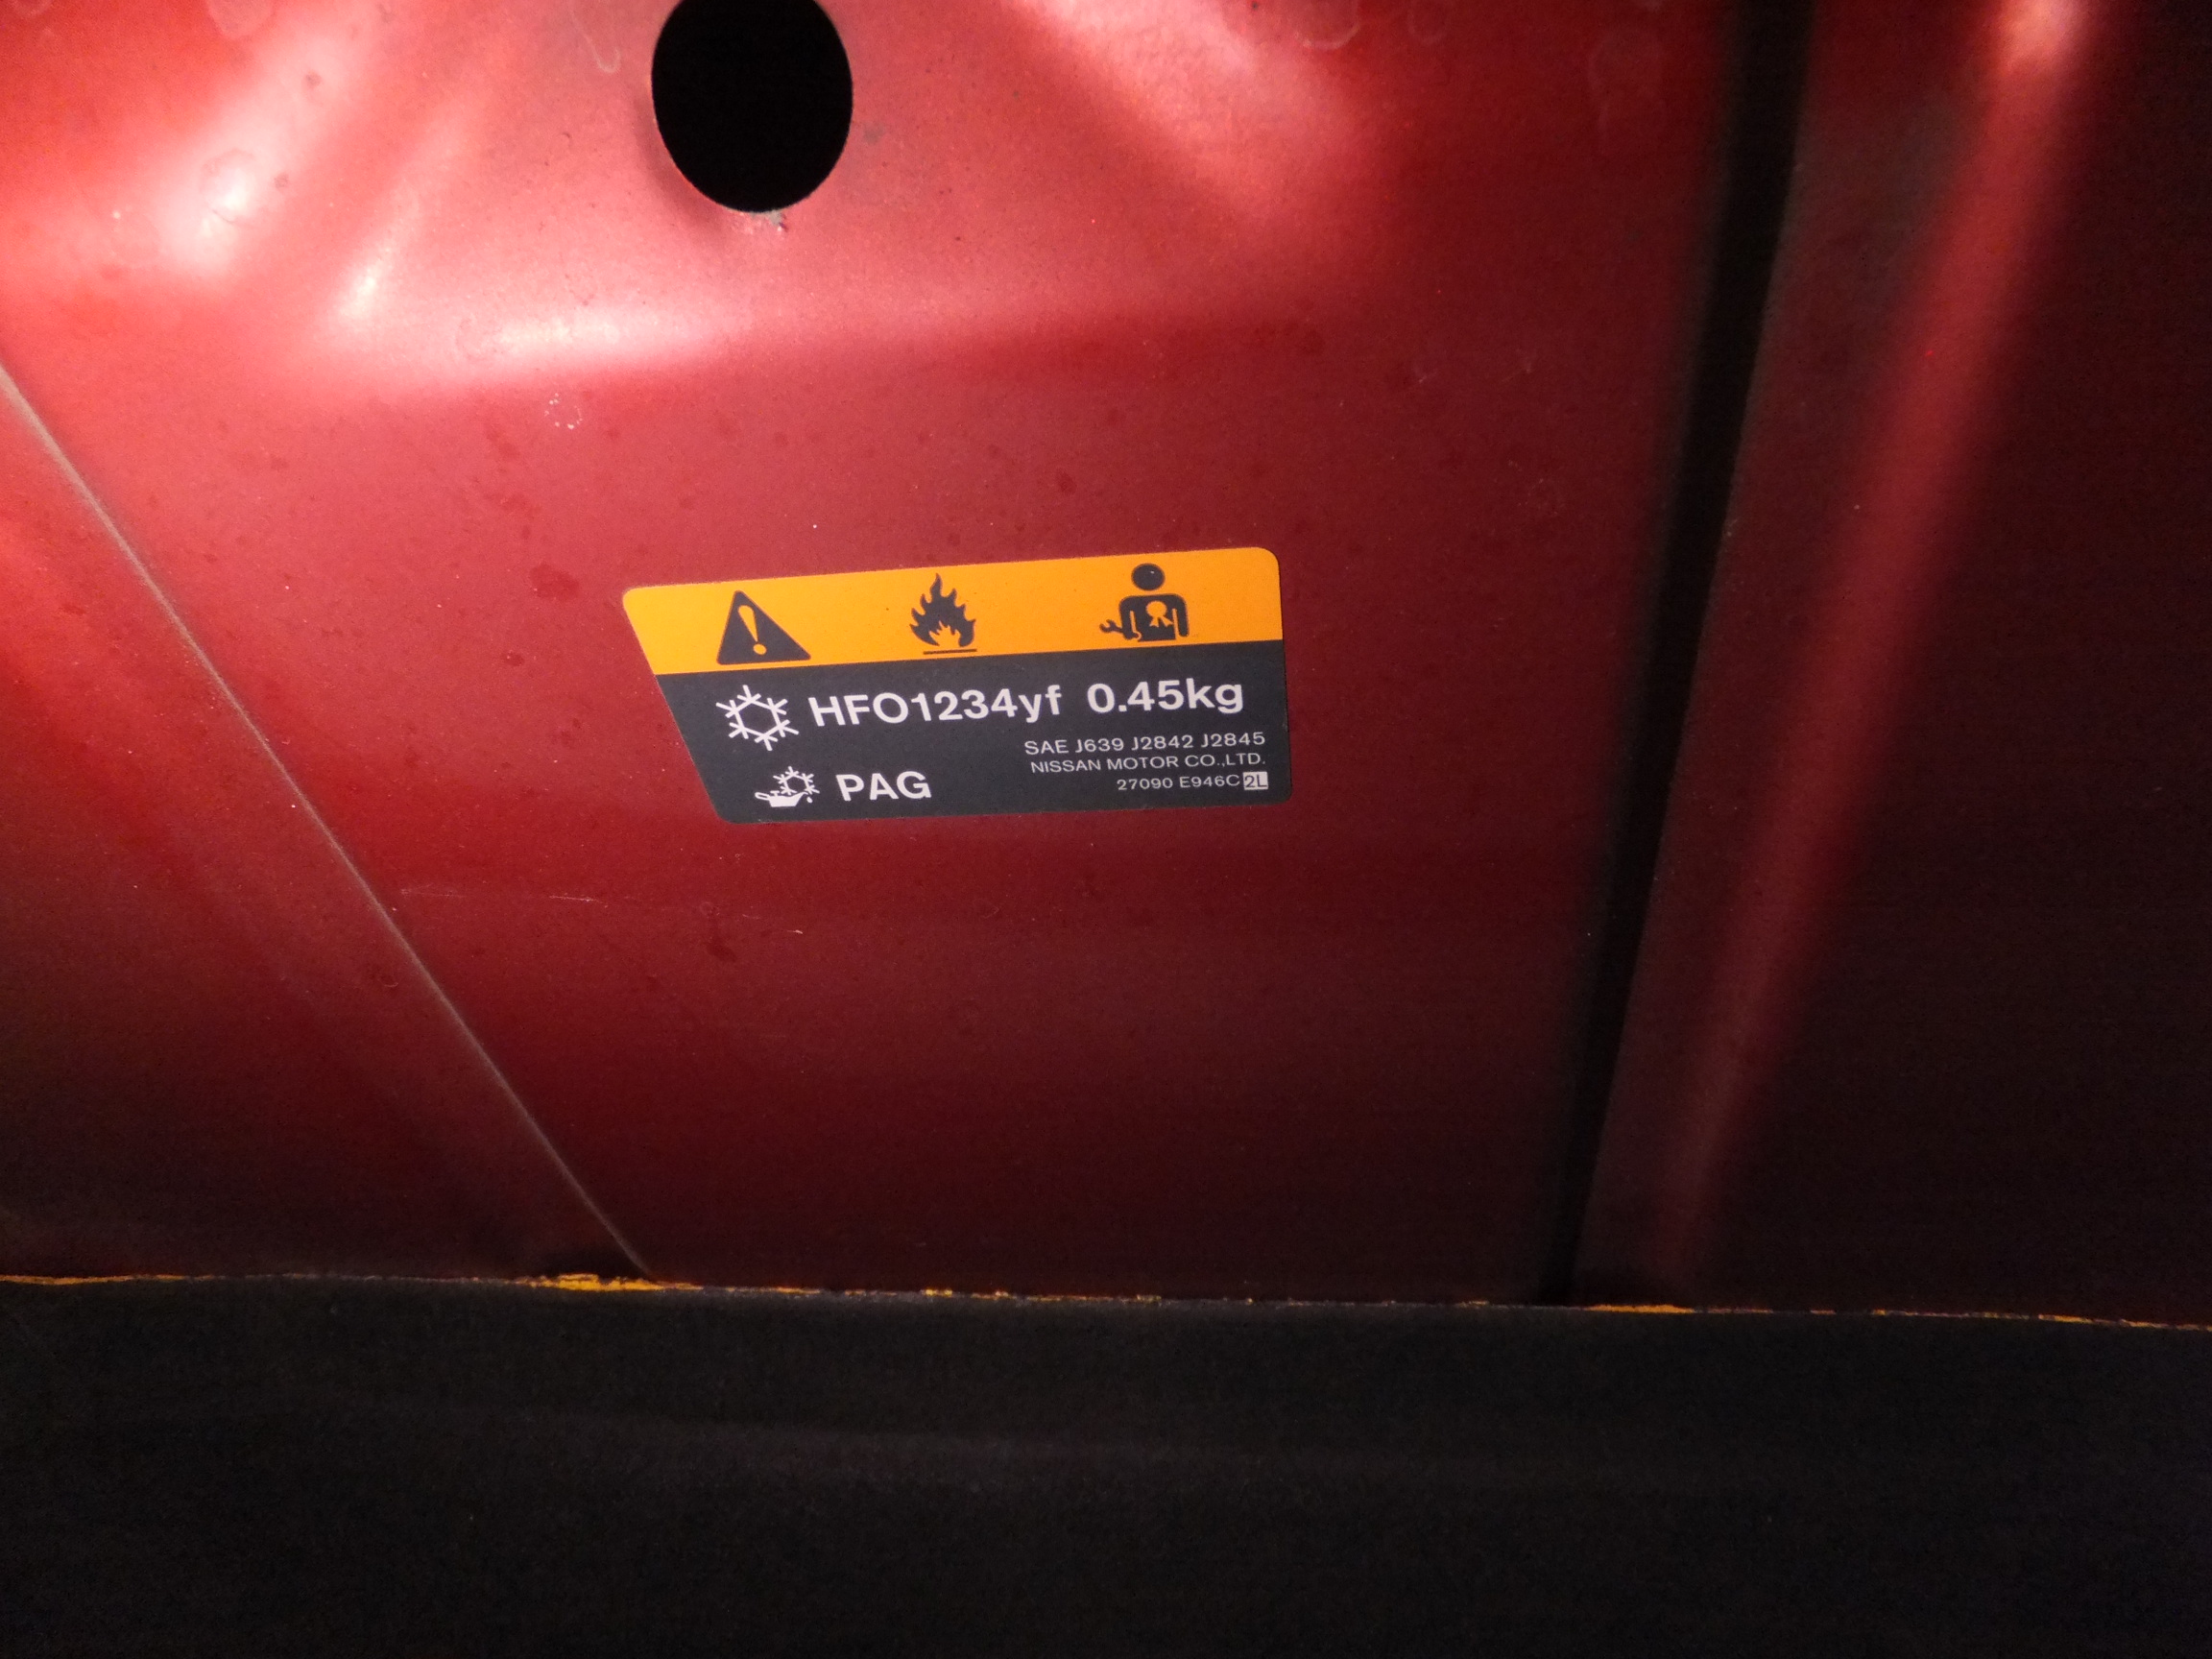 HFO1234yf 0.45kg
SAE J639 J2842 J2845
NISSAN MOTOR CO.,LTD.
PAG
27090 E946C 2L